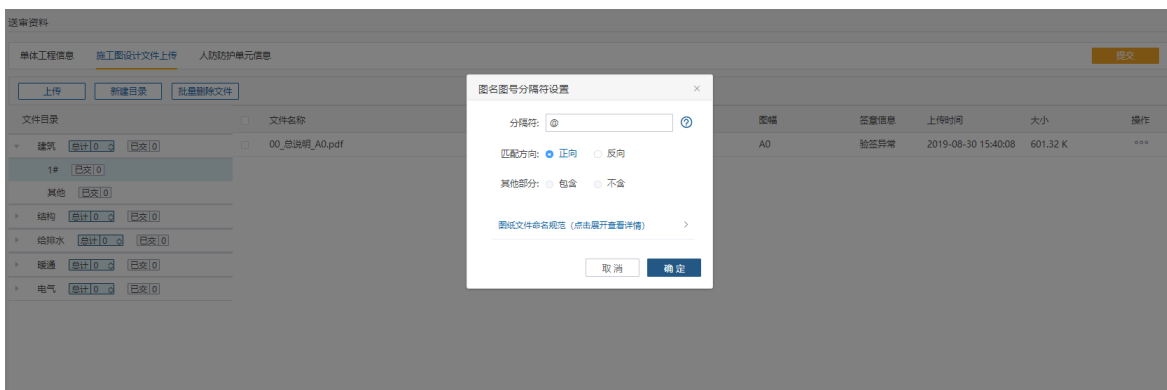 送审资料
单体工程信息 施工图设计文件上传 人防防护单元信息 提交
上传 新建目录 批量删除文件
文件目录 文件名称 图幅 签章信息 上传时间 大小 操作
建筑 总计 0 已交 0 00_总说明_A0.pdf A0 验签异常 2019-08-30 15:40:08 601.32 K
1# 已交 0
其他 已交 0
结构 总计 0 已交 0
给排水 总计 0 已交 0
暖通 总计 0 已交 0
电气 总计 0 已交 0
图名图号分隔符设置 ×
分隔符: @ ?
匹配方向: 正向 反向
其他部分: 包含 不含
图纸文件命名规范（点击展开查看详情） >
取消 确定